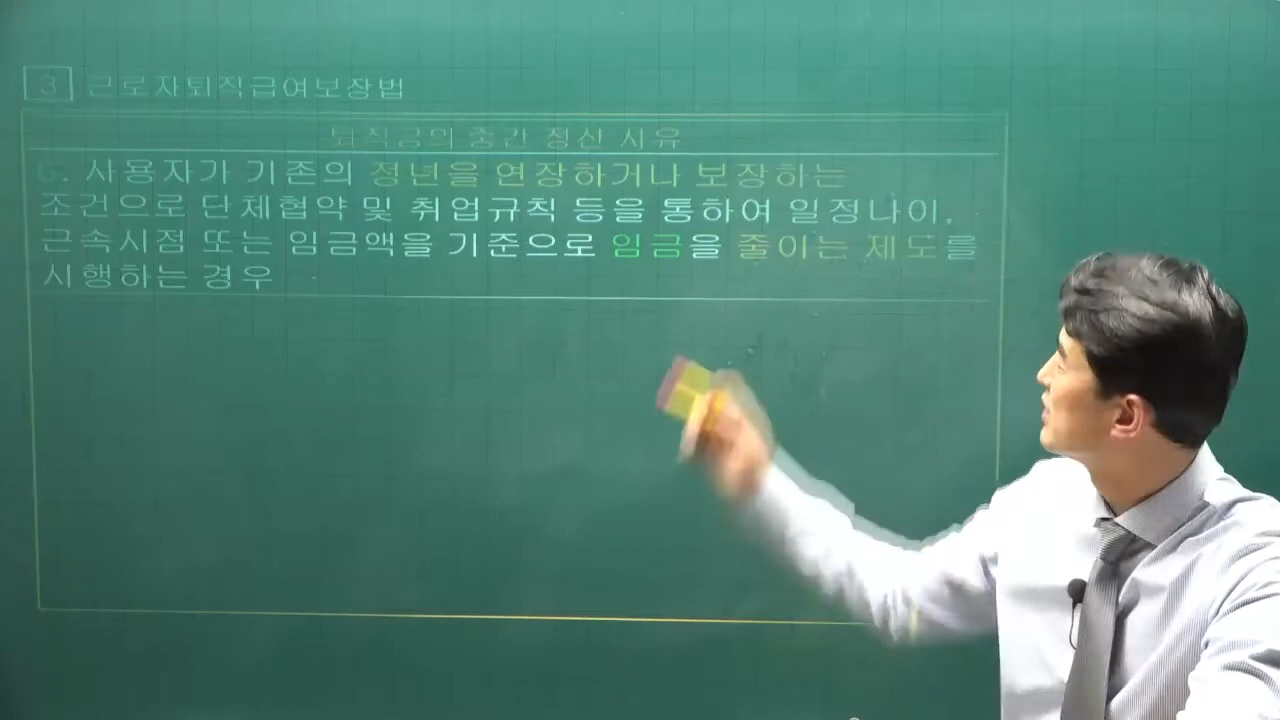 3 근로자퇴직급여보장법
퇴직금의 중간 정산 사유
사용자가 기존의 정년을 연장하거나 보장하는
조건으로 단체협약 및 취업규칙 등을 통하여 일정나이,
근속시점 또는 임금액을 기준으로 임금을 줄이는 제도를
시행하는 경우